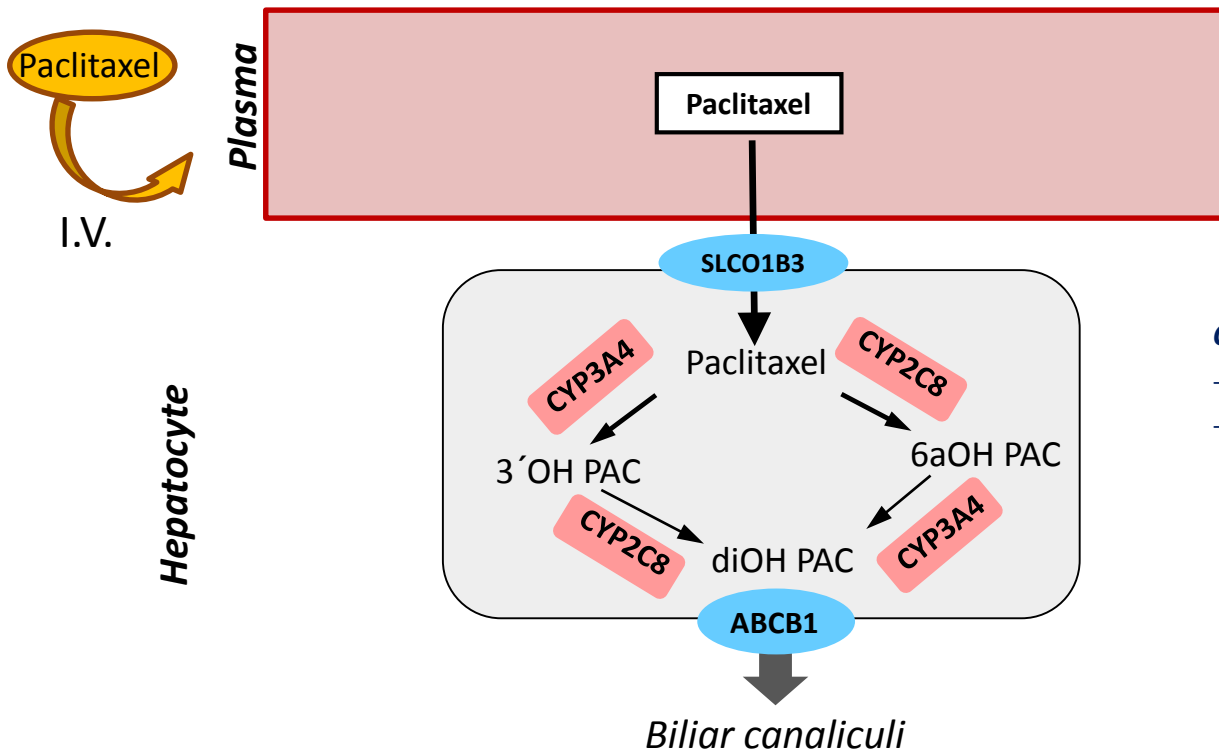 Paclitaxel
I.V.
Plasma
Paclitaxel
SLCO1B3
Hepatocyte
Paclitaxel
CYP3A4
CYP2C8
3´OH PAC
6aOH PAC
CYP2C8
CYP3A4
diOH PAC
ABCB1
Biliar canaliculi